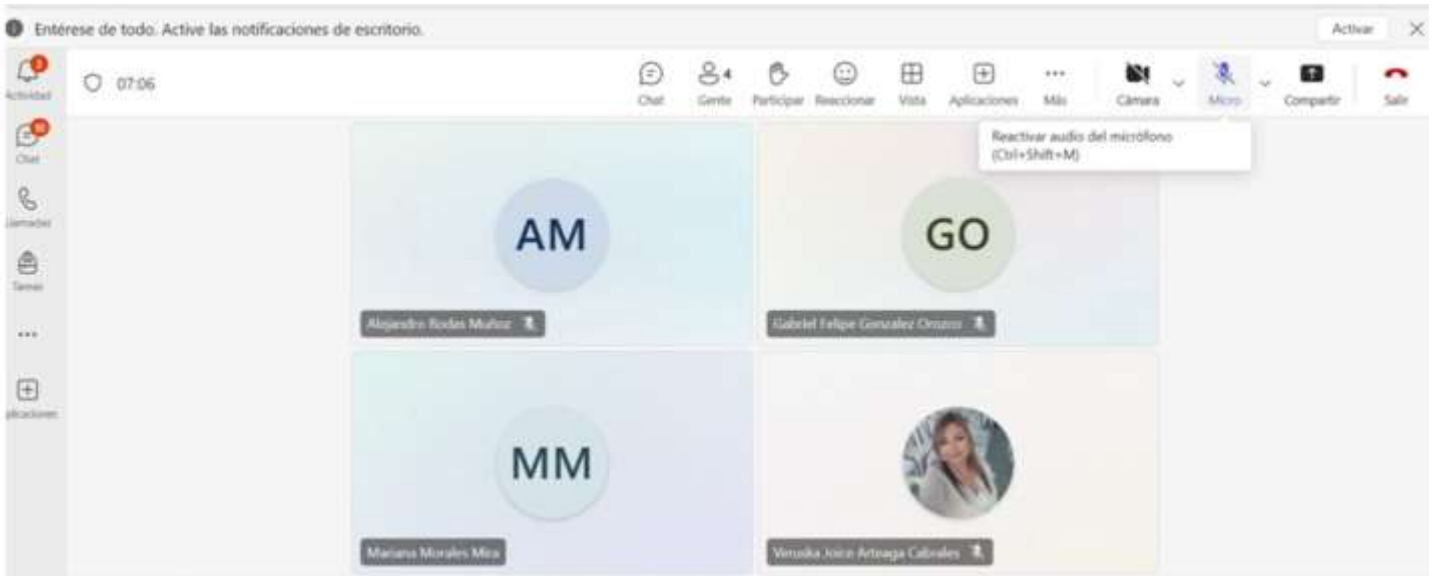 Entérese de todo. Active las notificaciones de escritorio.
Activar
Actividad
07:06
Chat
4
Gente
Participar
Reaccionar
Vista
Aplicaciones
Más
Cámara
Micro
Compartir
Salir
Reactivar audio del micrófono
(Ctrl+Shift+M)
Chat
Llamadas
Tareas
plicaciones
AM
GO
Alejandro Rodas Muñoz
Gabriel Felipe Gonzalez Orozco
MM
Mariana Morales Mira
Veruska Joice Arteaga Cabrales